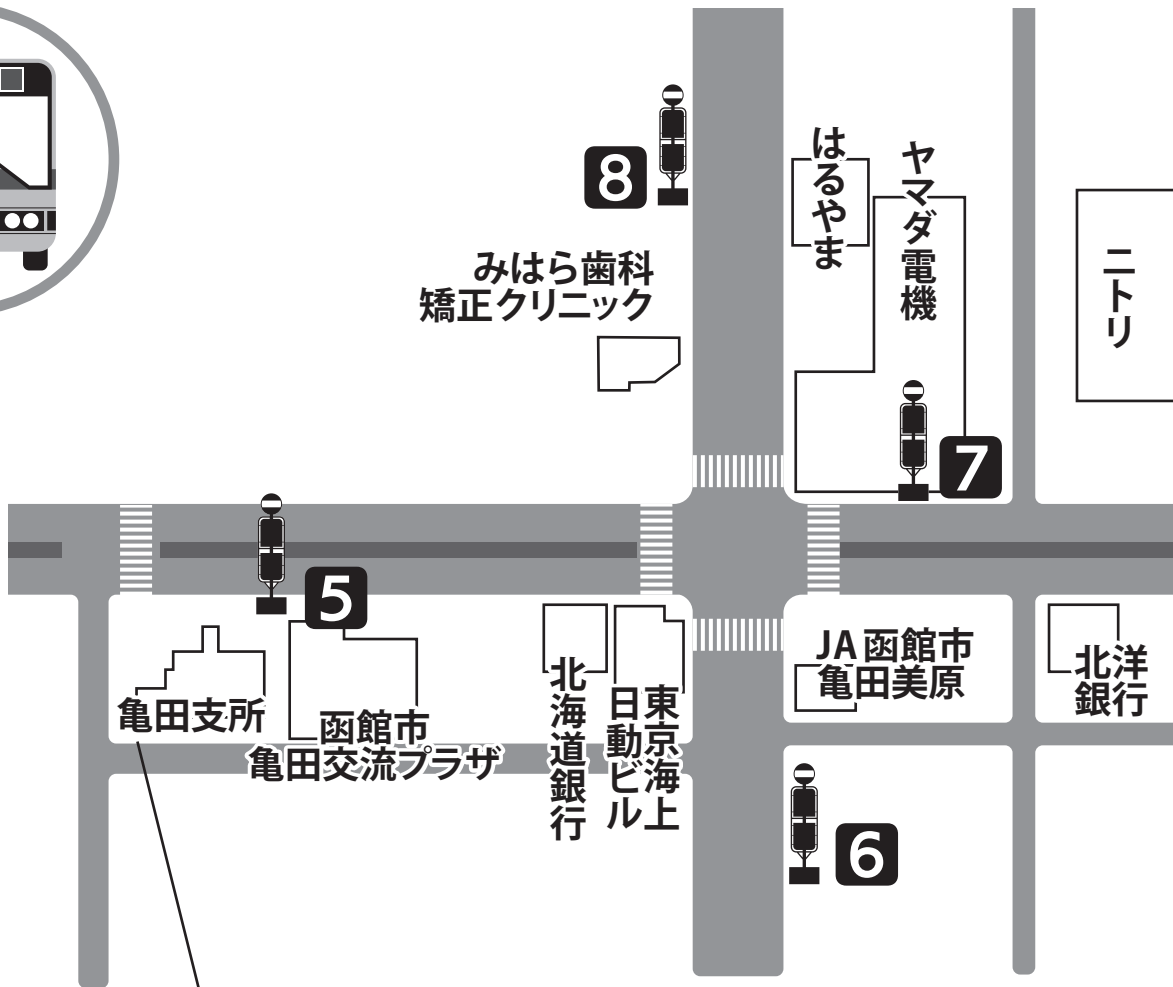 8
はるやま
ヤマダ電機
ニトリ
みはら歯科
矯正クリニック
7
5
亀田支所
函館市
亀田交流プラザ
北海道銀行
東京海上
日動ビル
JA函館市
亀田美原
北洋
銀行
6